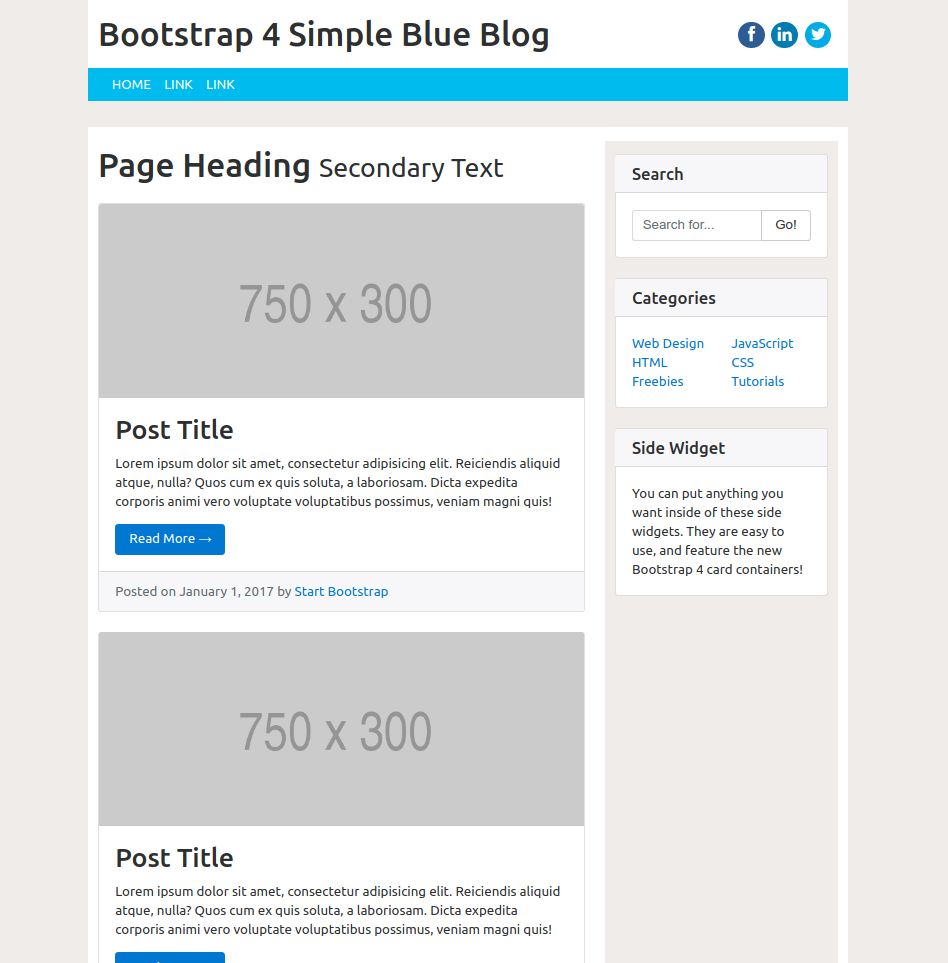 Bootstrap 4 Simple Blue Blog
f in
HOME LINK LINK
Page Heading Secondary Text
750 x 300
Post Title
Lorem ipsum dolor sit amet, consectetur adipisicing elit. Reiciendis aliquid
atque, nulla? Quos cum ex quis soluta, a laboriosam. Dicta expedita
corporis animi vero voluptate voluptatibus possimus, veniam magni quis!
Read More →
Posted on January 1, 2017 by Start Bootstrap
750 x 300
Post Title
Lorem ipsum dolor sit amet, consectetur adipisicing elit. Reiciendis aliquid
atque, nulla? Quos cum ex quis soluta, a laboriosam. Dicta expedita
corporis animi vero voluptate voluptatibus possimus, veniam magni quis!
Search
Search for... Go!
Categories
Web Design JavaScript
HTML CSS
Freebies Tutorials
Side Widget
You can put anything you
want inside of these side
widgets. They are easy to
use, and feature the new
Bootstrap 4 card containers!